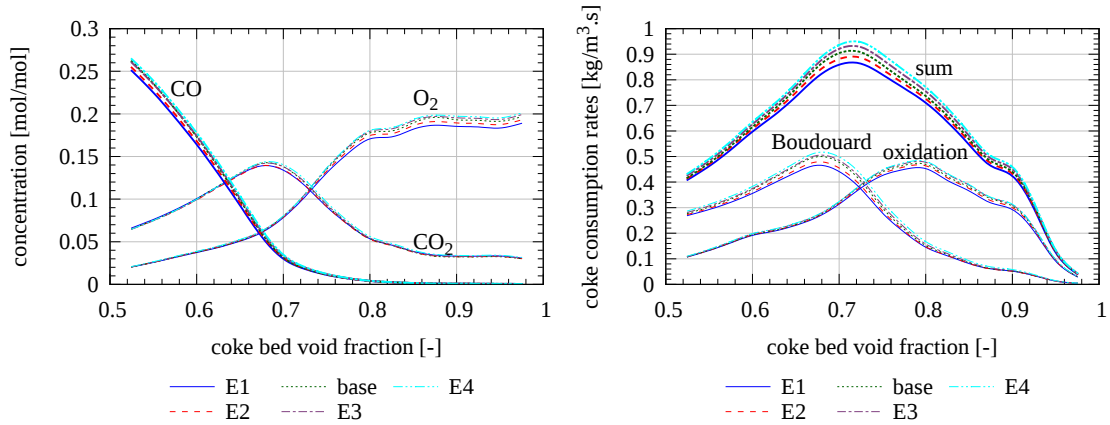 concentration [mol/mol]
0.3
0.25
0.2
0.15
0.1
0.05
0
CO
O2
CO2
0.5 0.6 0.7 0.8 0.9 1
coke bed void fraction [-]
E1 base E4
E2 E3
coke consumption rates [kg/m3.s]
1
0.9
0.8
0.7
0.6
0.5
0.4
0.3
0.2
0.1
0
sum
Boudouard
oxidation
0.5 0.6 0.7 0.8 0.9 1
coke bed void fraction [-]
E1 base E4
E2 E3